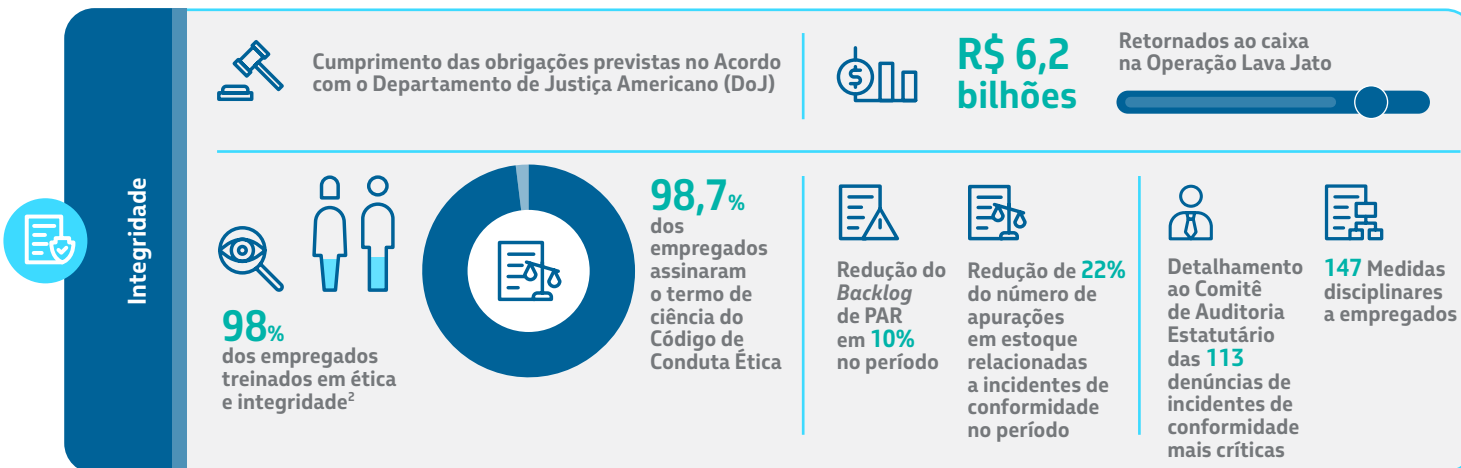 Integridade
Cumprimento das obrigações previstas no Acordo
com o Departamento de Justiça Americano (DoJ)
R$ 6,2
bilhões
Retornados ao caixa
na Operação Lava Jato
98%
dos empregados
treinados em ética
e integridade²
98,7%
dos
empregados
assinaram
o termo de
ciência do
Código de
Conduta Ética
Redução do
Backlog
de PAR
em 10%
no período
Redução de 22%
do número de
apurações
em estoque
relacionadas
a incidentes de
conformidade
no período
Detalhamento
ao Comitê
de Auditoria
Estatutário
das 113
denúncias de
incidentes de
conformidade
mais críticas
147 Medidas
disciplinares
a empregados